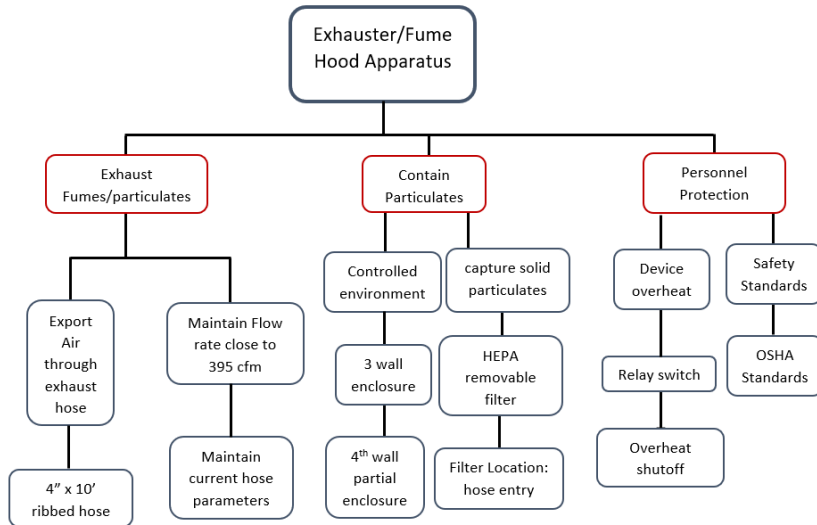 Exhauster/Fume
Hood Apparatus
Exhaust
Fumes/particulates
Contain
Particulates
Personnel
Protection
Export
Air
through
exhaust
hose
Maintain Flow
rate close to
395 cfm
Controlled
environment
capture solid
particulates
Device
overheat
Safety
Standards
3 wall
enclosure
HEPA
removable
filter
Relay switch
OSHA
Standards
4” x 10’
ribbed hose
Maintain
current hose
parameters
4th wall
partial
enclosure
Filter Location:
hose entry
Overheat
shutoff